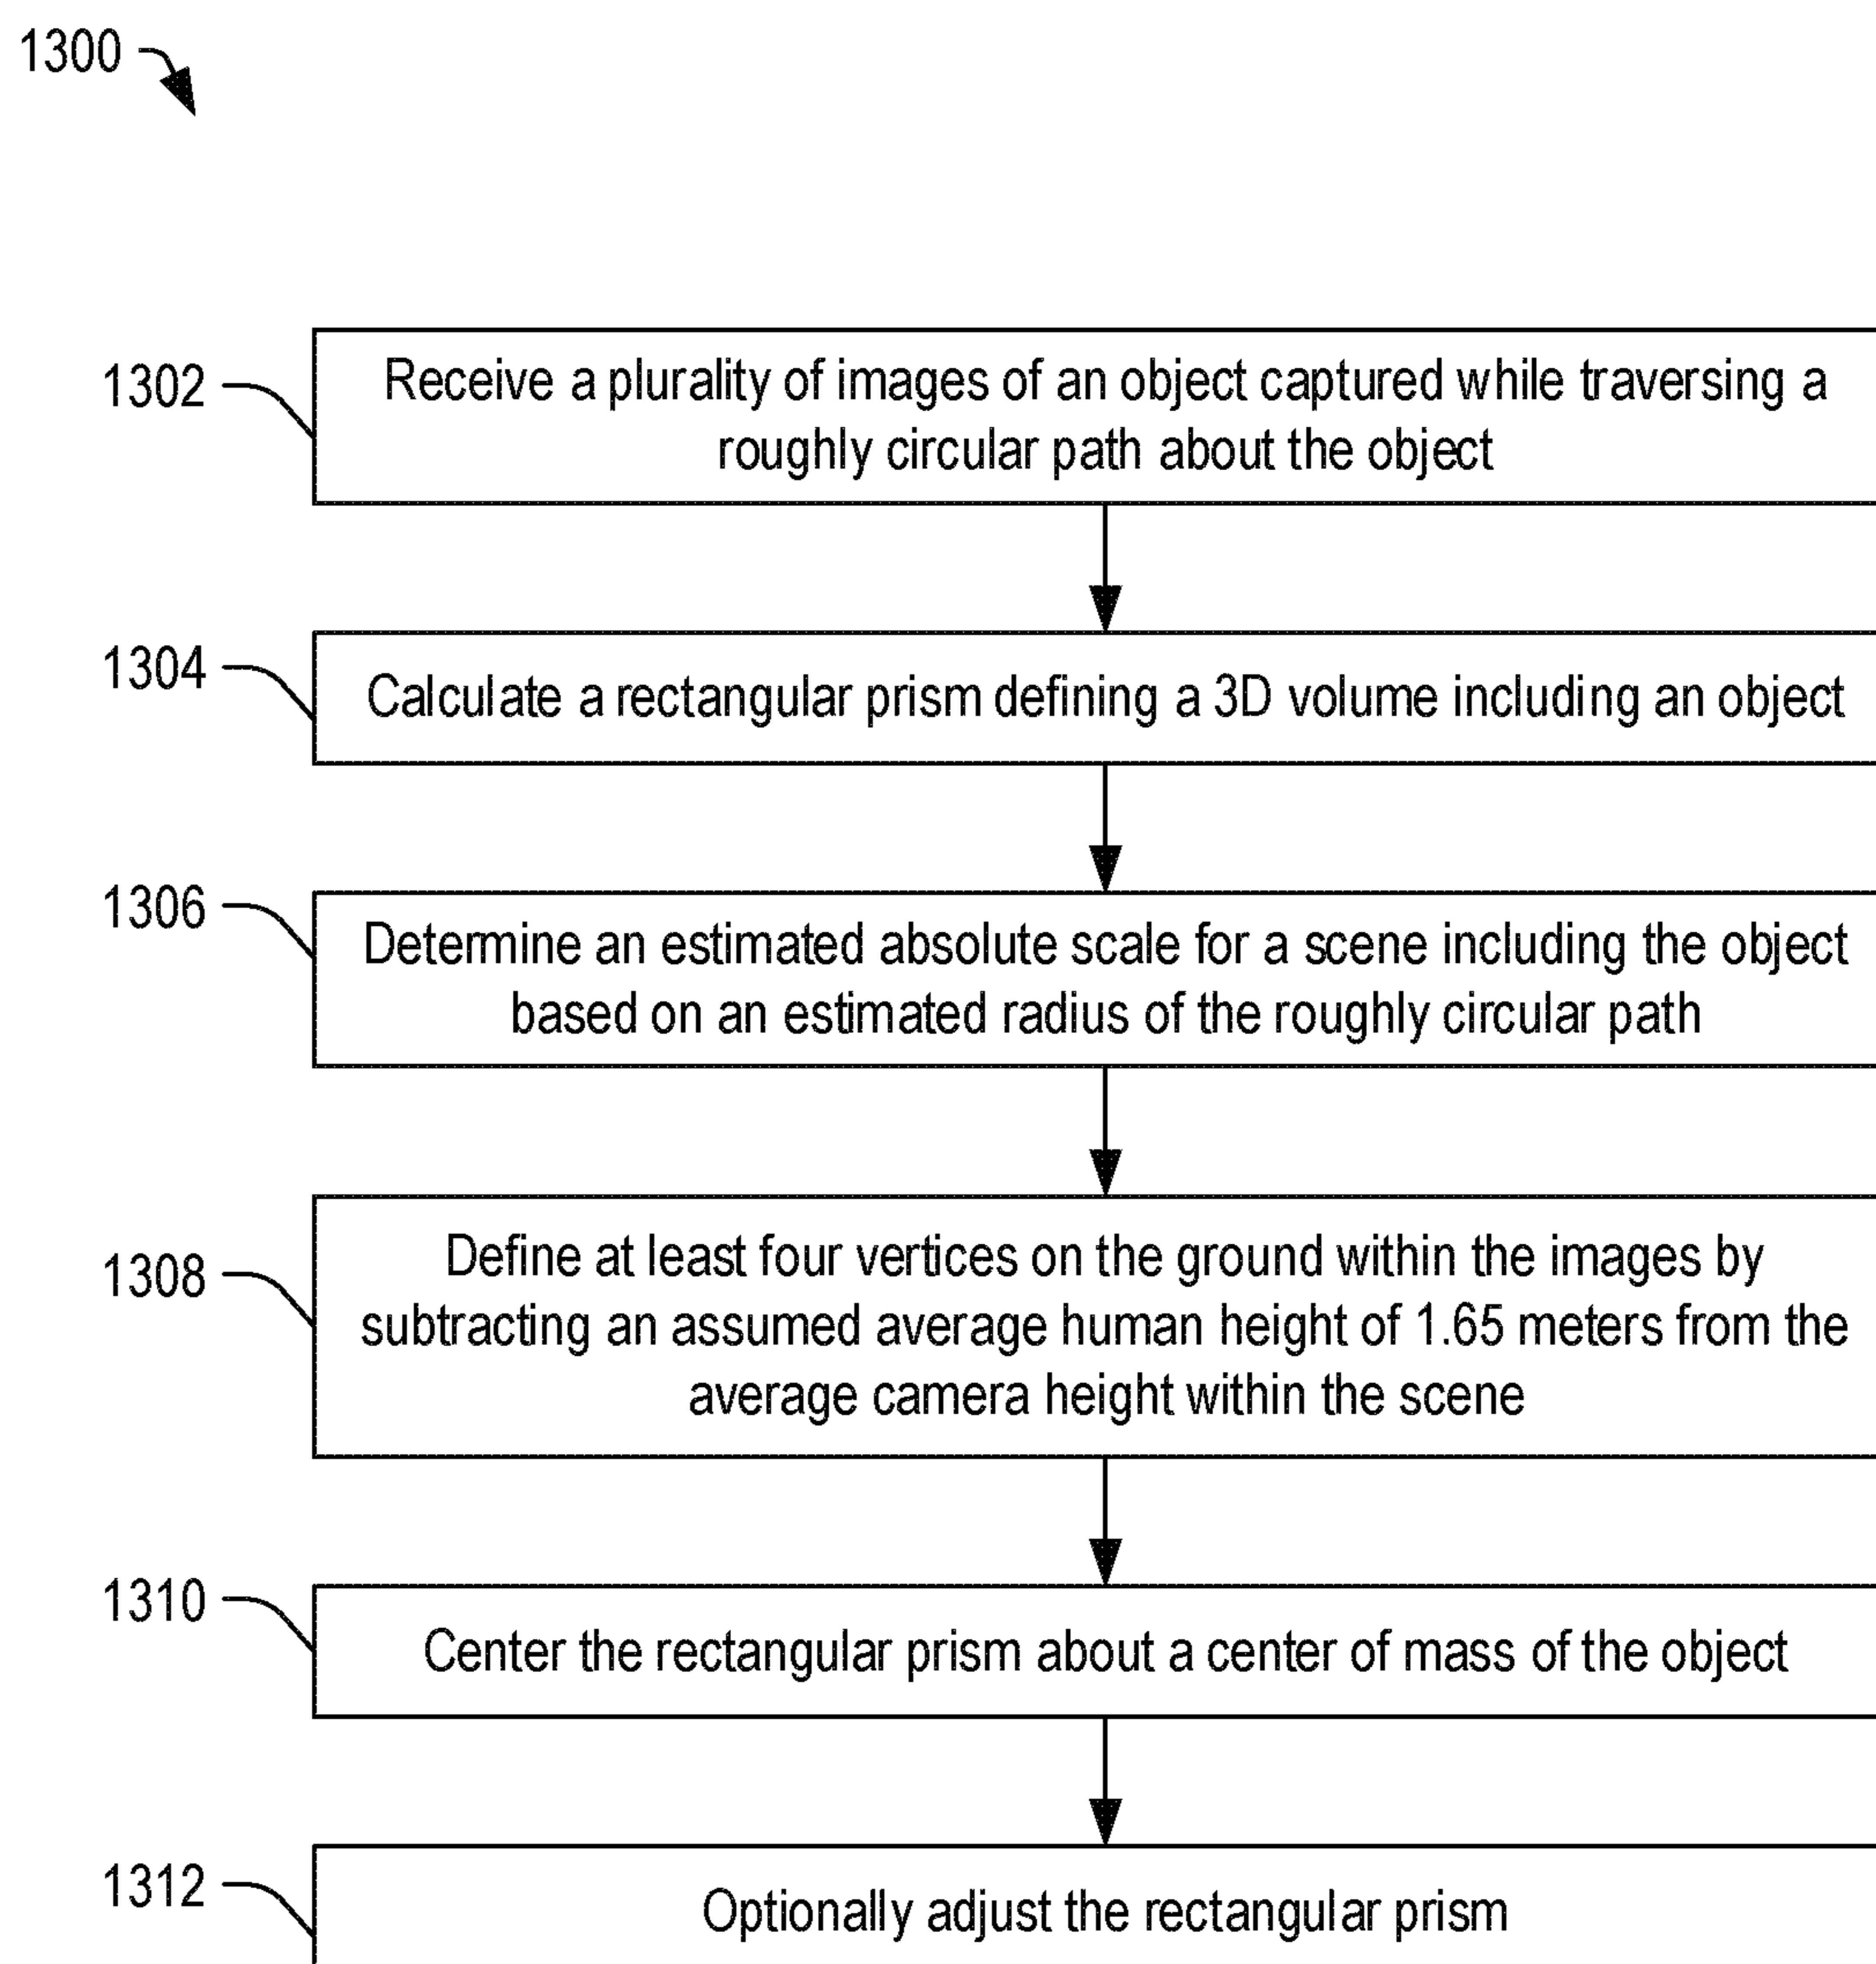 1300
1302
Receive a plurality of images of an object captured while traversing a
roughly circular path about the object
1304
Calculate a rectangular prism defining a 3D volume including an object
1306
Determine an estimated absolute scale for a scene including the object
based on an estimated radius of the roughly circular path
1308
Define at least four vertices on the ground within the images by
subtracting an assumed average human height of 1.65 meters from the
average camera height within the scene
1310
Center the rectangular prism about a center of mass of the object
1312
Optionally adjust the rectangular prism